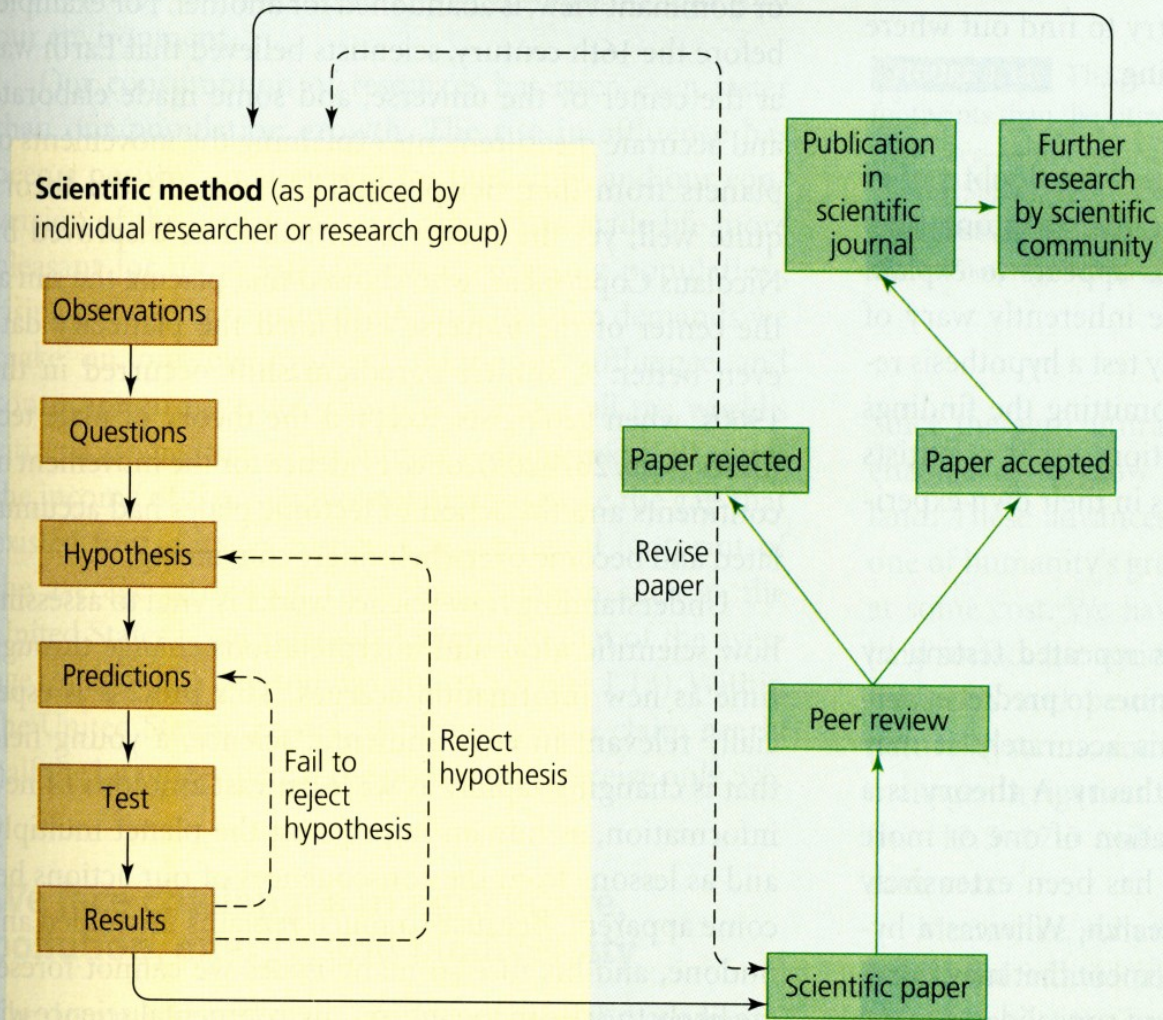 Scientific method (as practiced by
individual researcher or research group)
Observations
Questions
Hypothesis
Predictions
Test
Results
Fail to
reject
hypothesis
Reject
hypothesis
Publication
in
scientific
journal
Further
research
by scientific
community
Paper rejected
Paper accepted
Revise
paper
Peer review
Scientific paper